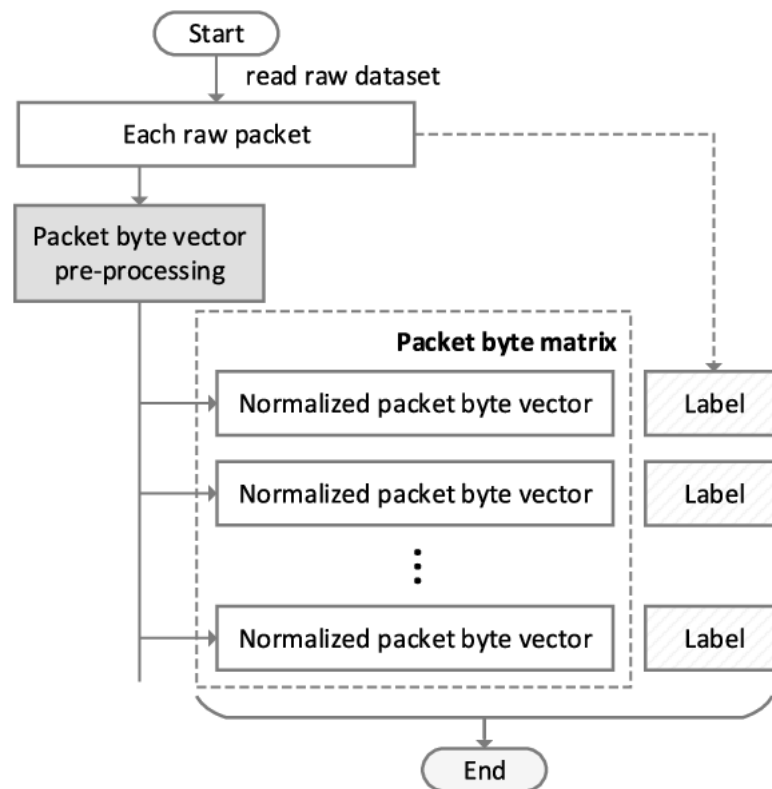 Start
read raw dataset
Each raw packet
Packet byte vector
pre-processing
Packet byte matrix
Normalized packet byte vector
Label
Normalized packet byte vector
Label
Normalized packet byte vector
Label
End